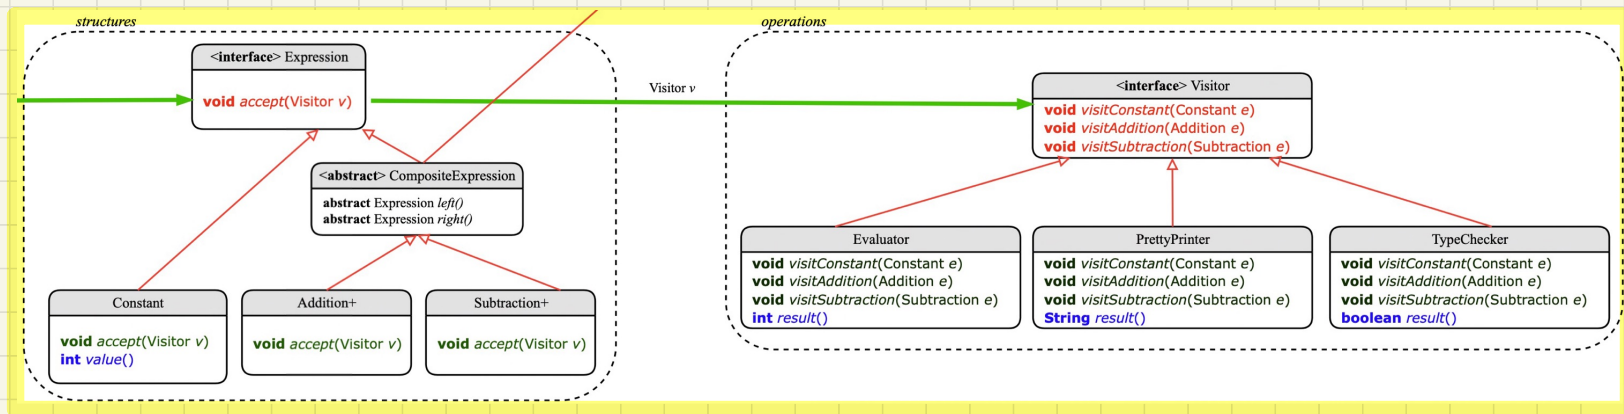 structures
<interface> Expression
void accept(Visitor v)
<abstract> CompositeExpression
abstract Expression left()
abstract Expression right()
Constant
void accept(Visitor v)
int value()
Addition+
void accept(Visitor v)
Subtraction+
void accept(Visitor v)
Visitor v
operations
<interface> Visitor
void visitConstant(Constant e)
void visitAddition(Addition e)
void visitSubtraction(Subtraction e)
Evaluator
void visitConstant(Constant e)
void visitAddition(Addition e)
void visitSubtraction(Subtraction e)
int result()
PrettyPrinter
void visitConstant(Constant e)
void visitAddition(Addition e)
void visitSubtraction(Subtraction e)
String result()
TypeChecker
void visitConstant(Constant e)
void visitAddition(Addition e)
void visitSubtraction(Subtraction e)
boolean result()